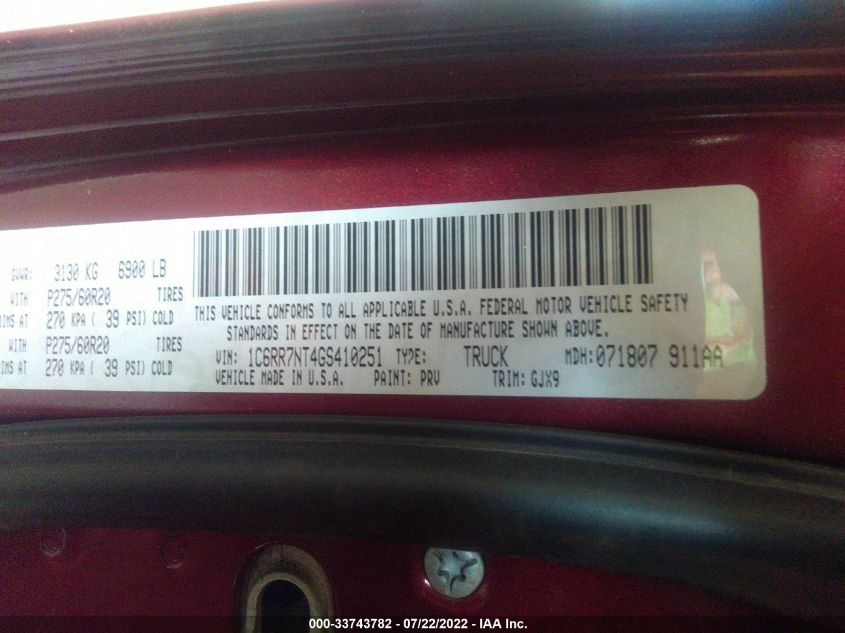 GVWR: 3130 KG 6900 LB
WITH P275/60R20 TIRES
RIMS AT 270 KPA ( 39 PSI) COLD
WITH P275/60R20 TIRES
RIMS AT 270 KPA ( 39 PSI) COLD
THIS VEHICLE CONFORMS TO ALL APPLICABLE U.S.A. FEDERAL MOTOR VEHICLE SAFETY
STANDARDS IN EFFECT ON THE DATE OF MANUFACTURE SHOWN ABOVE.
VIN: 1C6RR7NT4GS410251 TYPE: TRUCK MDH: 071807 911AA
VEHICLE MADE IN U.S.A. PAINT: PRV TRIM: GJX9
000-33743782 - 07/22/2022 - IAA Inc.